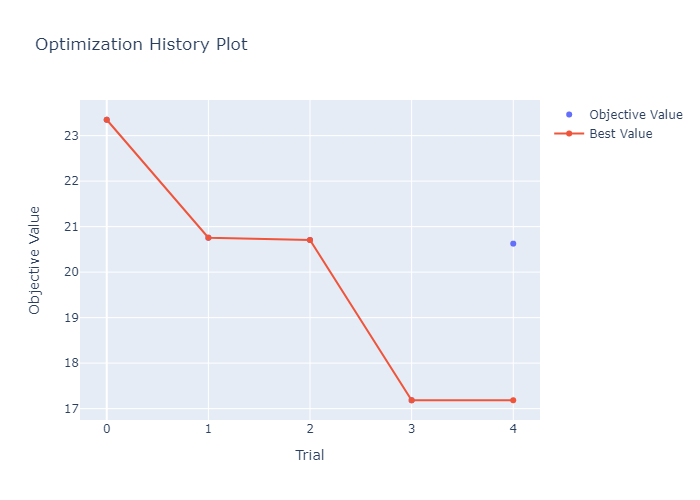 Optimization History Plot
Objective Value
Best Value
23
22
21
20
19
18
17
Objective Value
0 1 2 3 4
Trial